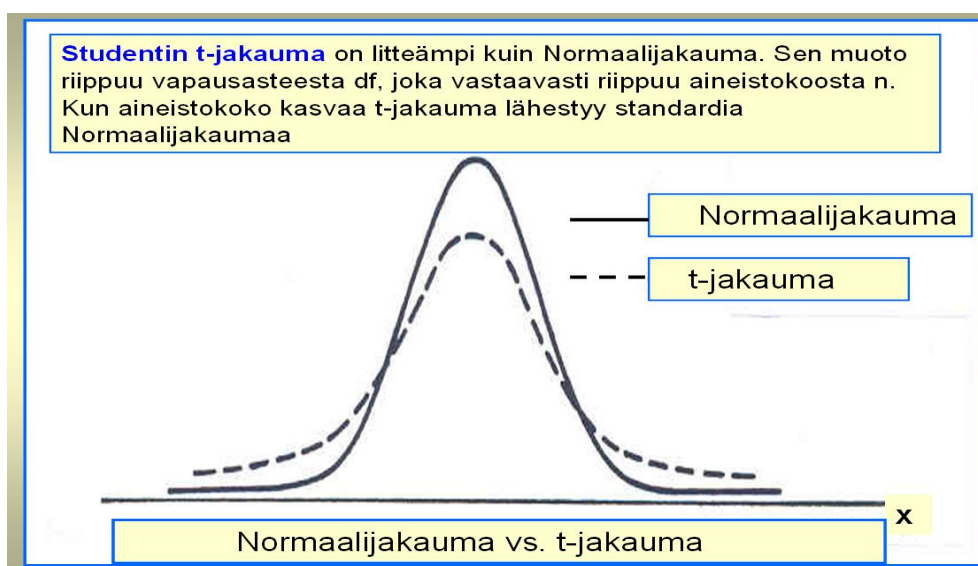 Studentin t-jakauma on litteämpi kuin Normaalijakauma. Sen muoto
riippuu vapausasteesta df, joka vastaavasti riippuu aineistokoosta n.
Kun aineistokoko kasvaa t-jakauma lähestyy standardia
Normaalijakaumaa
Normaalijakauma
t-jakauma
x
Normaalijakauma vs. t-jakauma